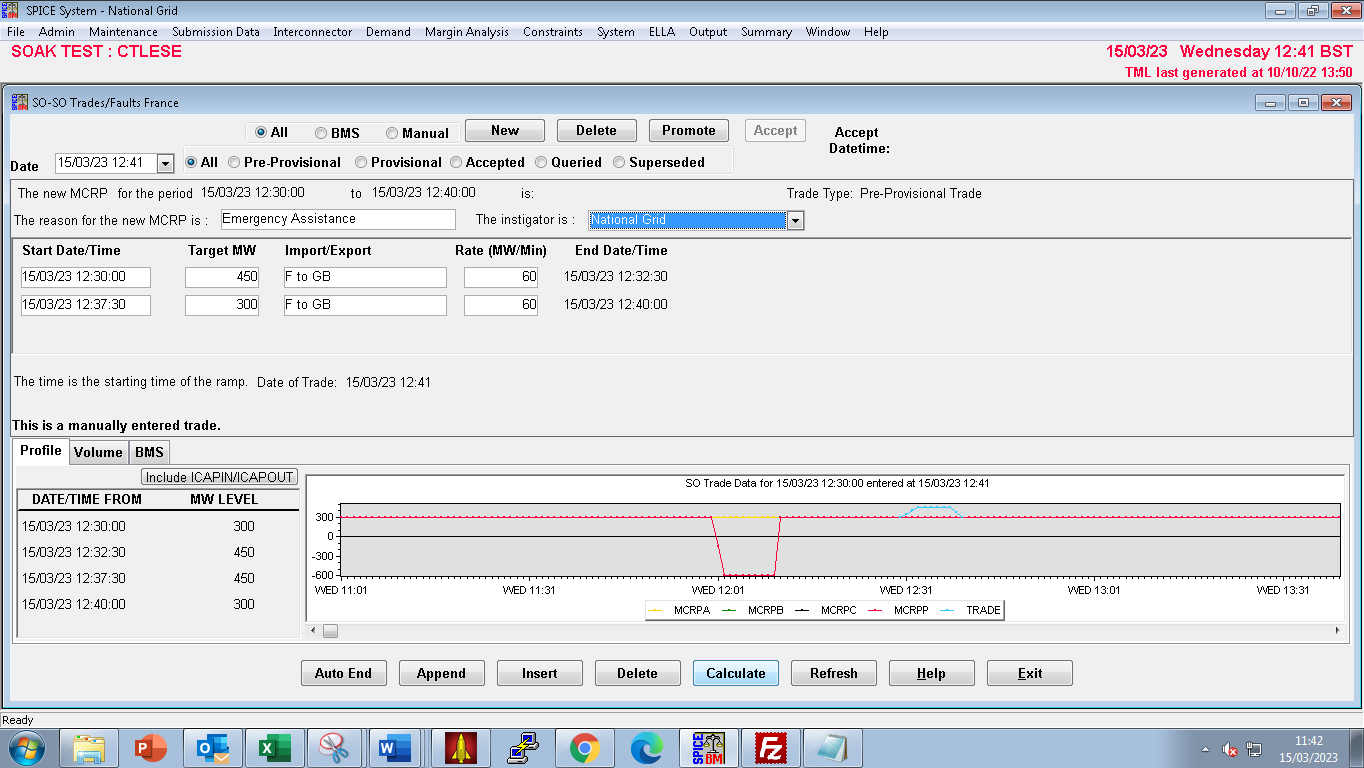 SPICE System - National Grid
File Admin Maintenance Submission Data Interconnector Demand Margin Analysis Constraints System ELLA Output Summary Window Help
SOAK TEST : CTLESE
15/03/23 Wednesday 12:41 BST
TML last generated at 10/10/22 13:50
SO-SO Trades/Faults France
All BMS Manual New Delete Promote Accept Accept
Datetime:
Date 15/03/23 12:41 All Pre-Provisional Provisional Accepted Queried Superseded
The new MCRP for the period 15/03/23 12:30:00 to 15/03/23 12:40:00 is: Trade Type: Pre-Provisional Trade
The reason for the new MCRP is : Emergency Assistance The instigator is : National Grid
Start Date/Time Target MW Import/Export Rate (MW/Min) End Date/Time
15/03/23 12:30:00 450 F to GB 60 15/03/23 12:32:30
15/03/23 12:37:30 300 F to GB 60 15/03/23 12:40:00
The time is the starting time of the ramp. Date of Trade: 15/03/23 12:41
This is a manually entered trade.
Profile Volume BMS
Include ICAPIN/ICAPOUT
DATE/TIME FROM MW LEVEL
15/03/23 12:30:00 300
15/03/23 12:32:30 450
15/03/23 12:37:30 450
15/03/23 12:40:00 300
SO Trade Data for 15/03/23 12:30:00 entered at 15/03/23 12:41
300
0
-300
-600
WED 11:01 WED 11:31 WED 12:01 WED 12:31 WED 13:01 WED 13:31
MCRPA MCRPB MCRPC MCRPP TRADE
Auto End Append Insert Delete Calculate Refresh Help Exit
Ready
SPICE
BMI
11:42
15/03/2023